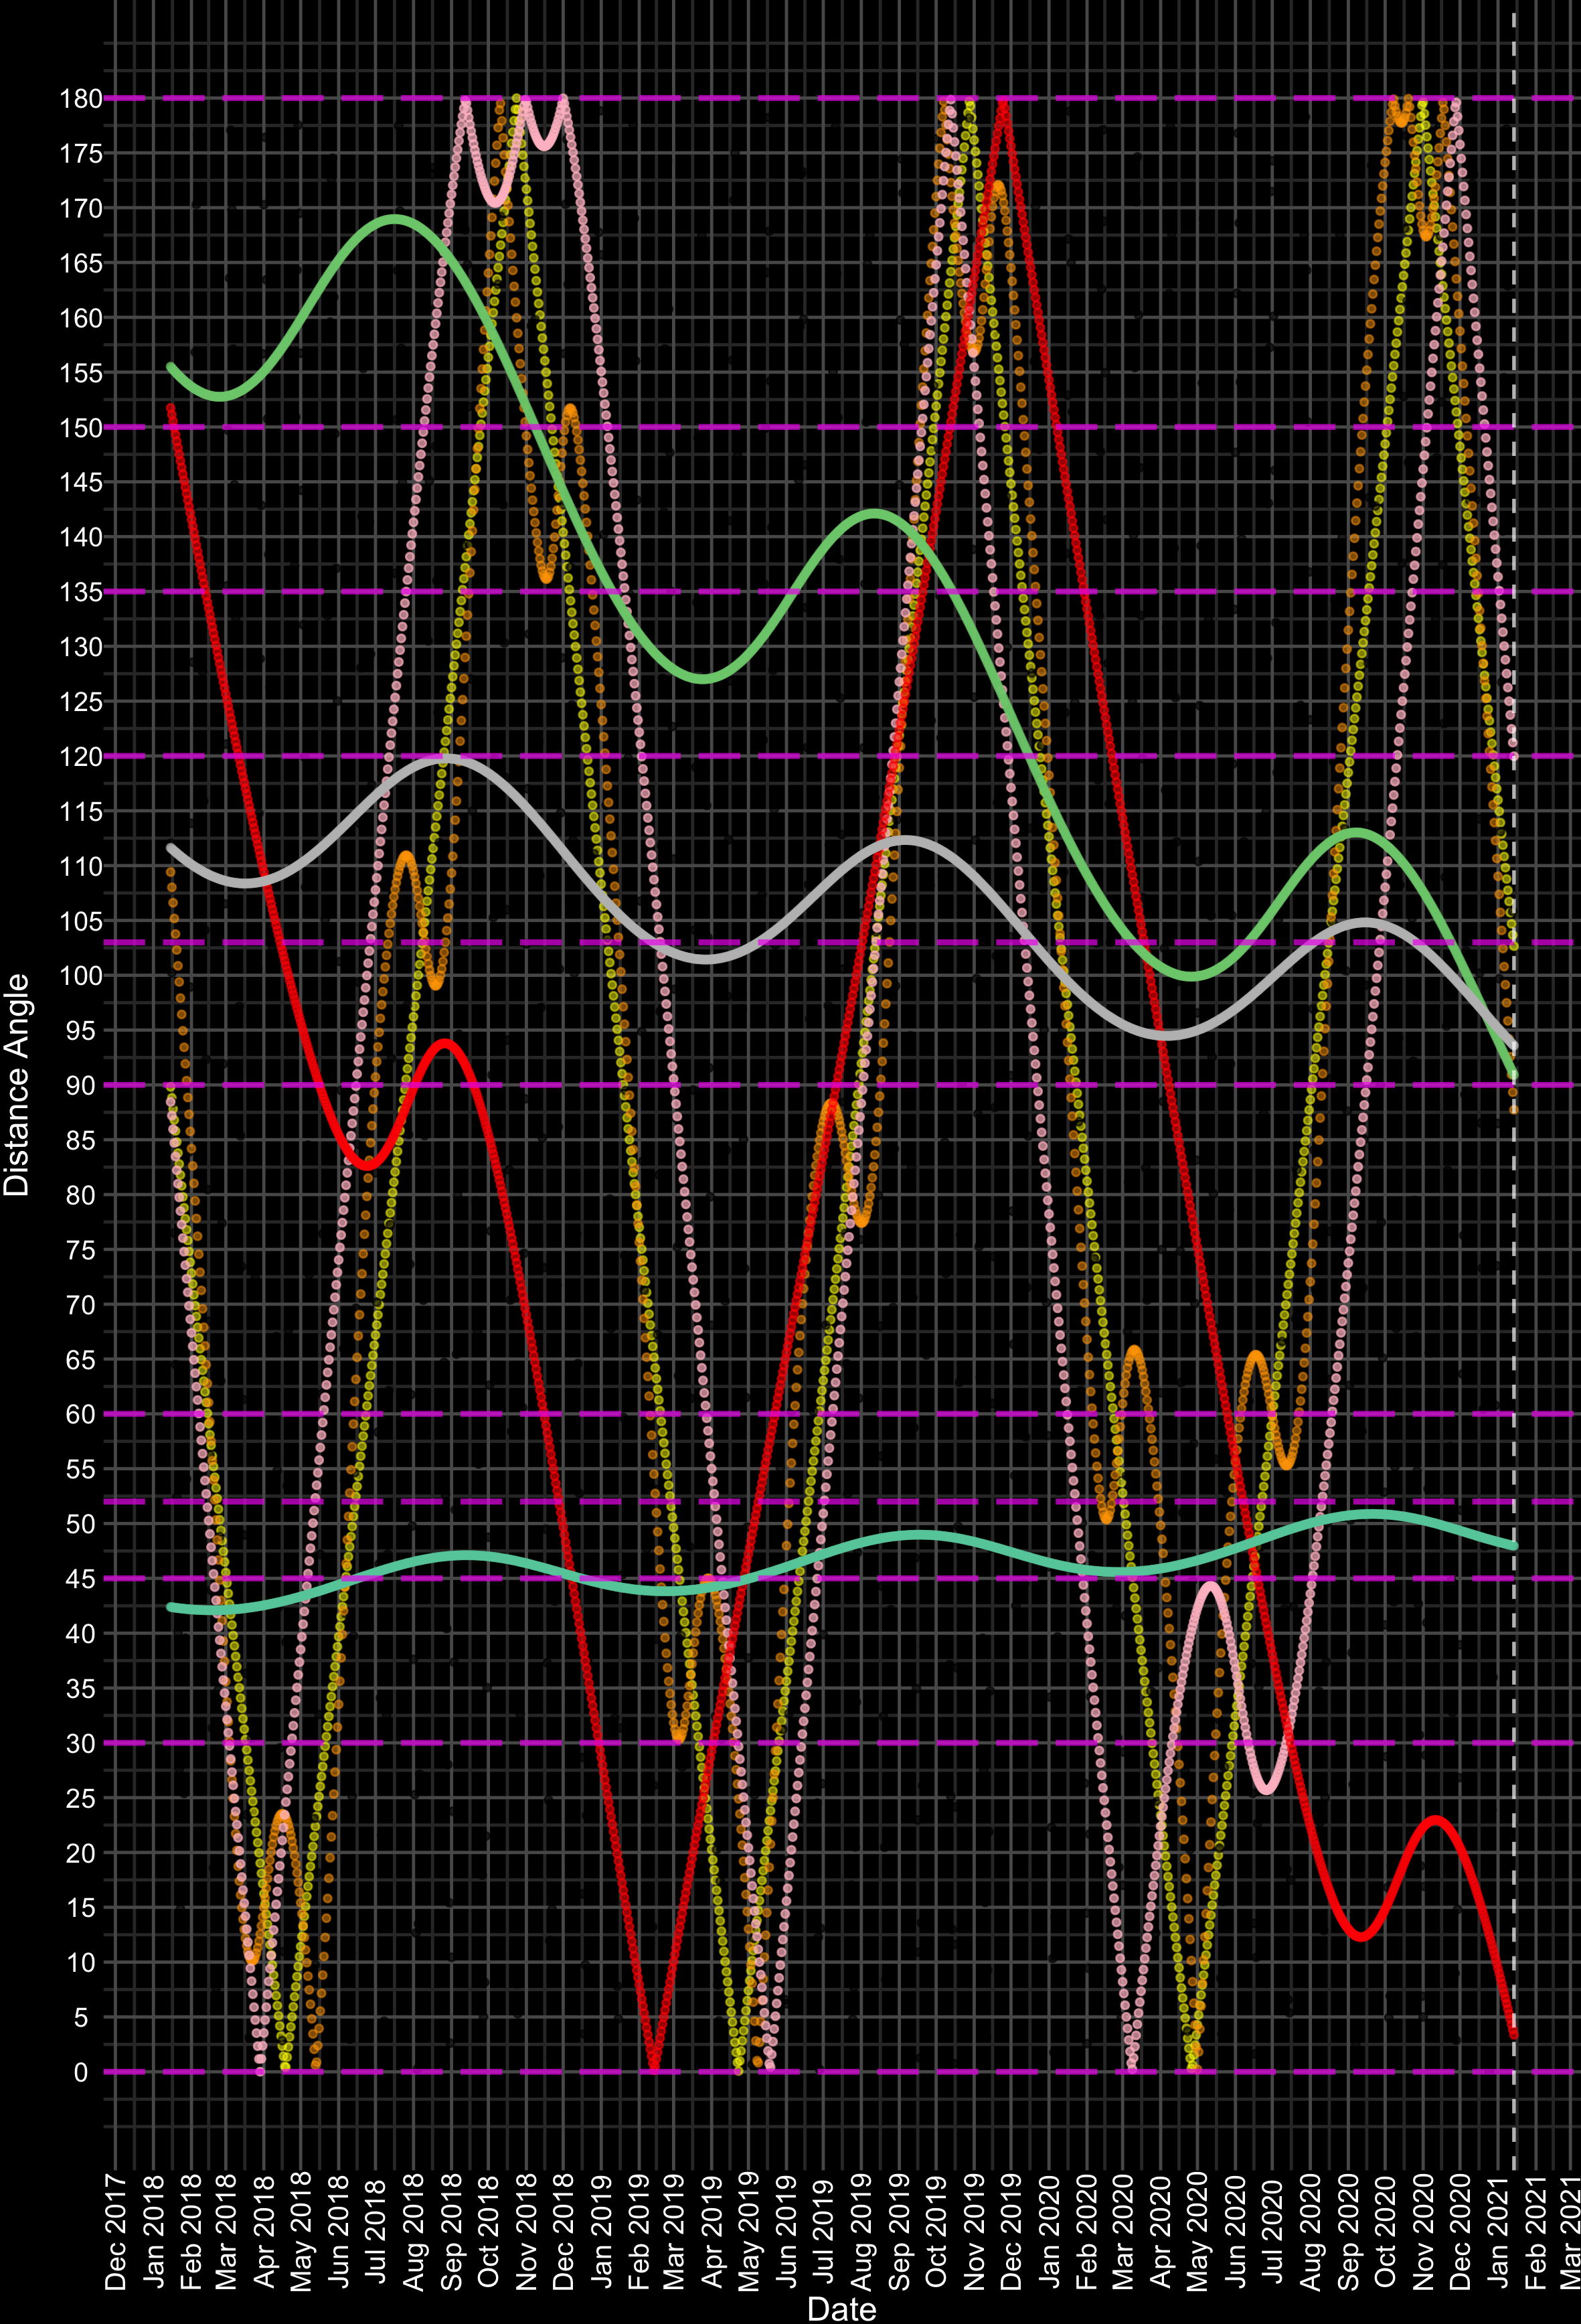 Distance Angle
180
175
170
165
160
155
150
145
140
135
130
125
120
115
110
105
100
95
90
85
80
75
70
65
60
55
50
45
40
35
30
25
20
15
10
5
0
Dec 2017
Jan 2018
Feb 2018
Mar 2018
Apr 2018
May 2018
Jun 2018
Jul 2018
Aug 2018
Sep 2018
Oct 2018
Nov 2018
Dec 2018
Jan 2019
Feb 2019
Mar 2019
Apr 2019
May 2019
Jun 2019
Jul 2019
Aug 2019
Sep 2019
Oct 2019
Nov 2019
Dec 2019
Jan 2020
Feb 2020
Mar 2020
Apr 2020
May 2020
Jun 2020
Jul 2020
Aug 2020
Sep 2020
Oct 2020
Nov 2020
Dec 2020
Jan 2021
Feb 2021
Mar 2021
Date